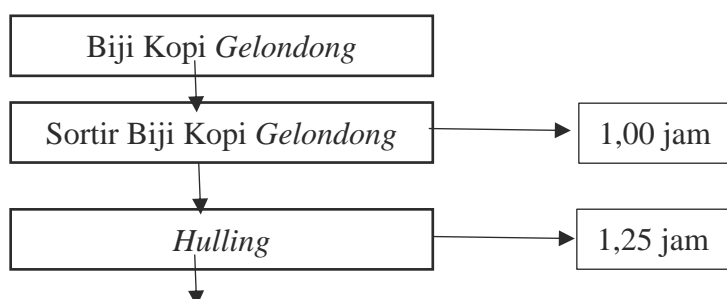 Biji Kopi Gelondong
Sortir Biji Kopi Gelondong
1,00 jam
Hulling
1,25 jam